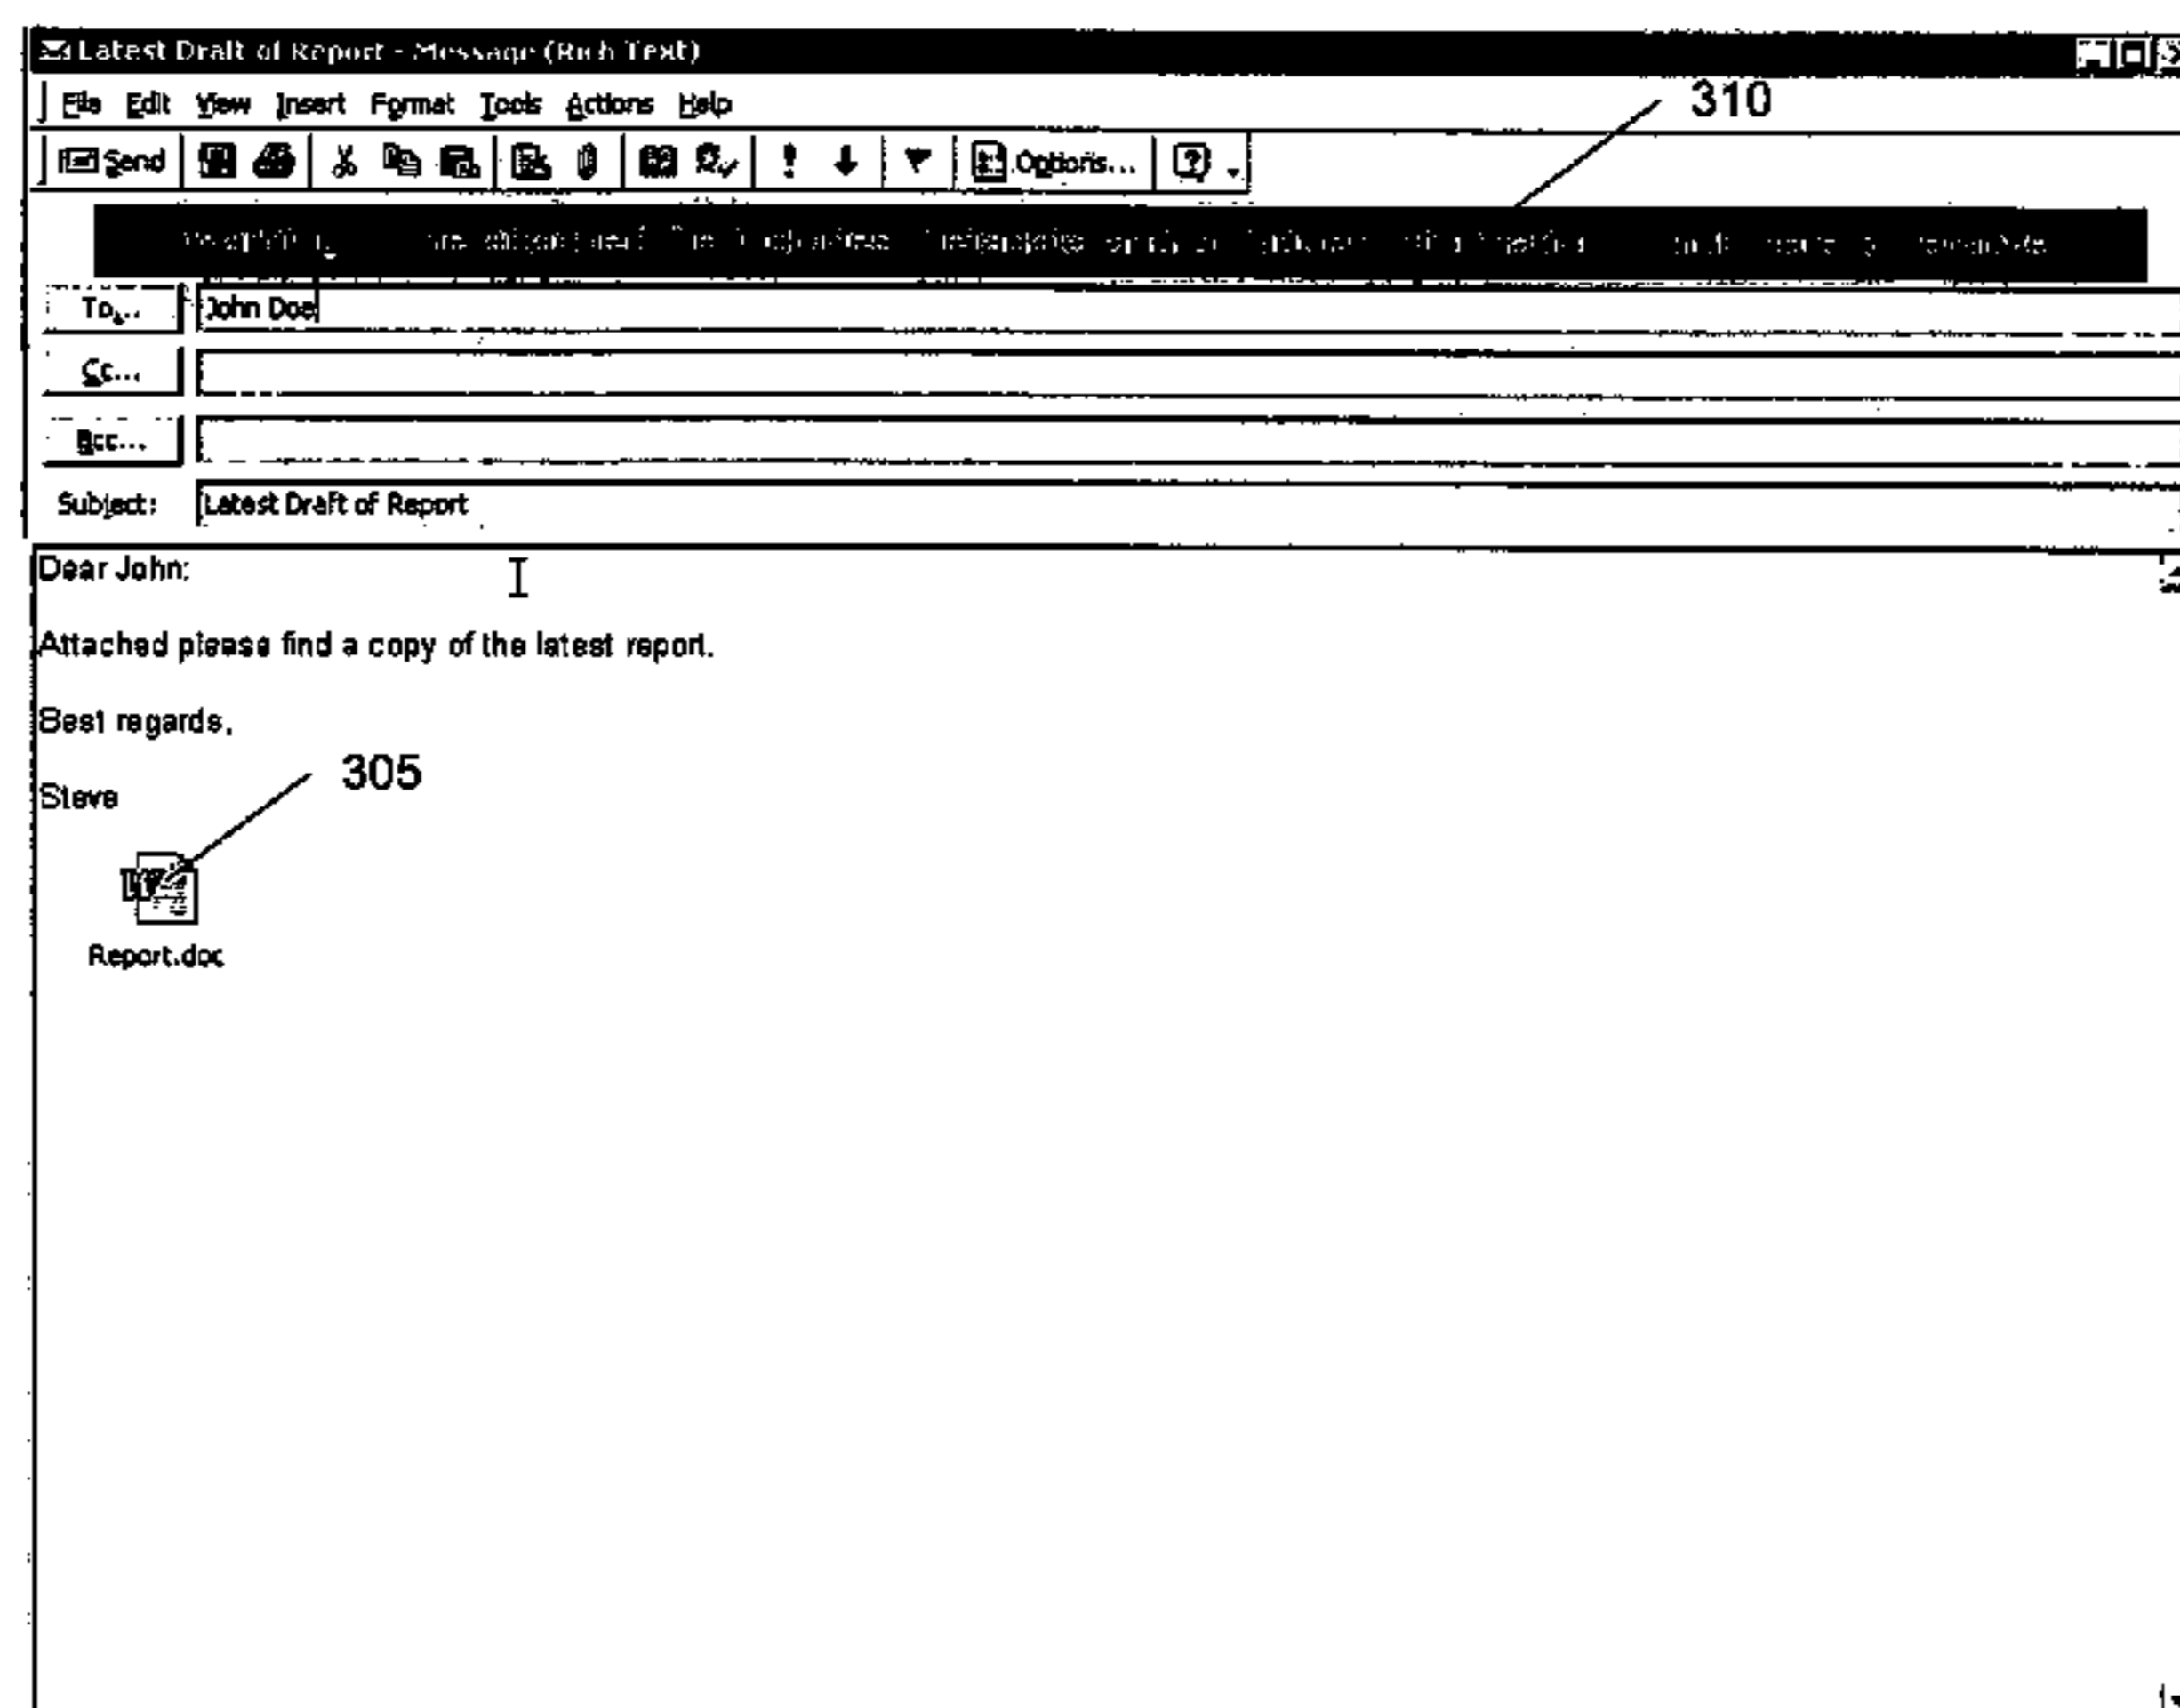 Latest Draft of Report - Message (Rich Text)
File Edit View Insert Format Tools Actions Help
310
Send Options...
To... John Doe
Cc...
Bcc...
Subject: Latest Draft of Report
Dear John:
Attached please find a copy of the latest report.
Best regards,
305
Steve
Report.doc